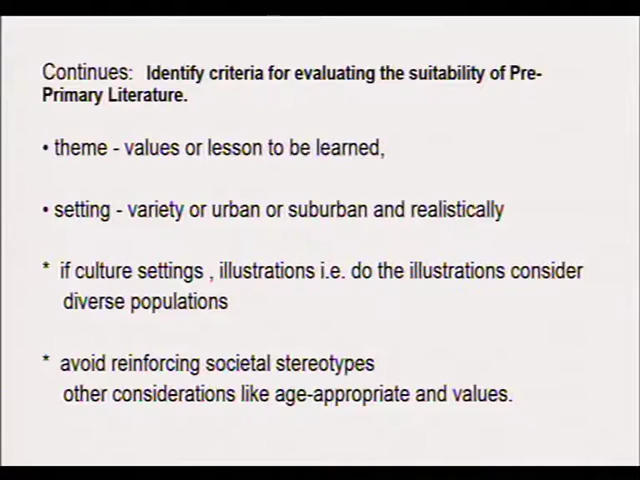 Continues: Identify criteria for evaluating the suitability of Pre-
Primary Literature.
• theme - values or lesson to be learned,
• setting - variety or urban or suburban and realistically
* if culture settings , illustrations i.e. do the illustrations consider
diverse populations
* avoid reinforcing societal stereotypes
other considerations like age-appropriate and values.